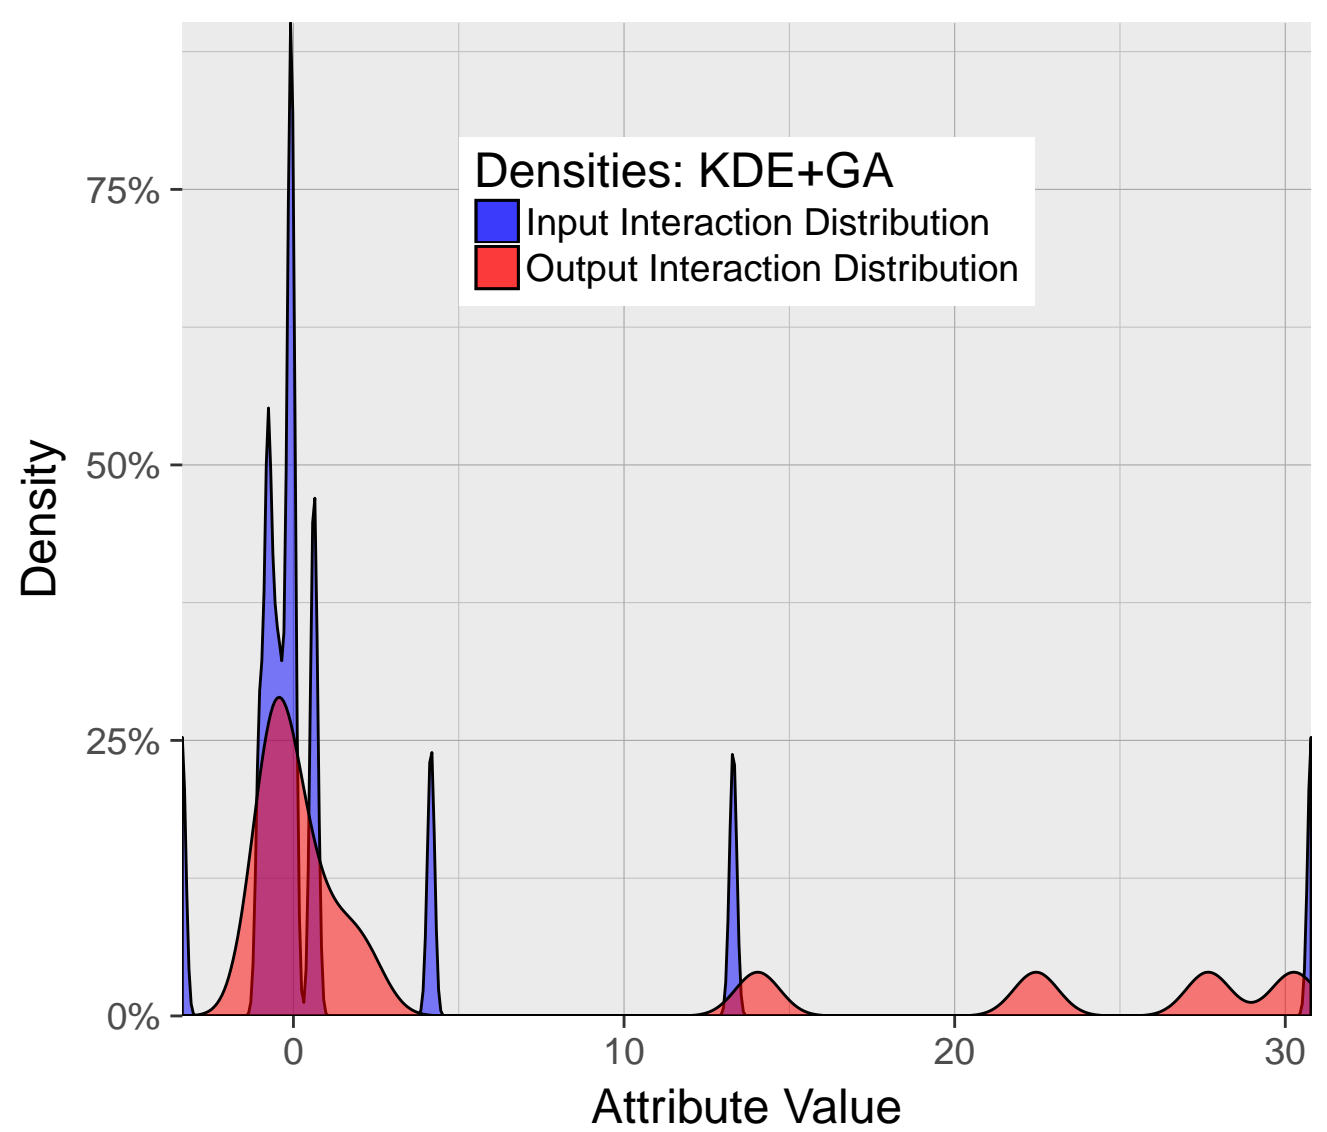 Densities: KDE+GA
Input Interaction Distribution
Output Interaction Distribution
75%
50%
25%
0%
Density
0 10 20 30
Attribute Value